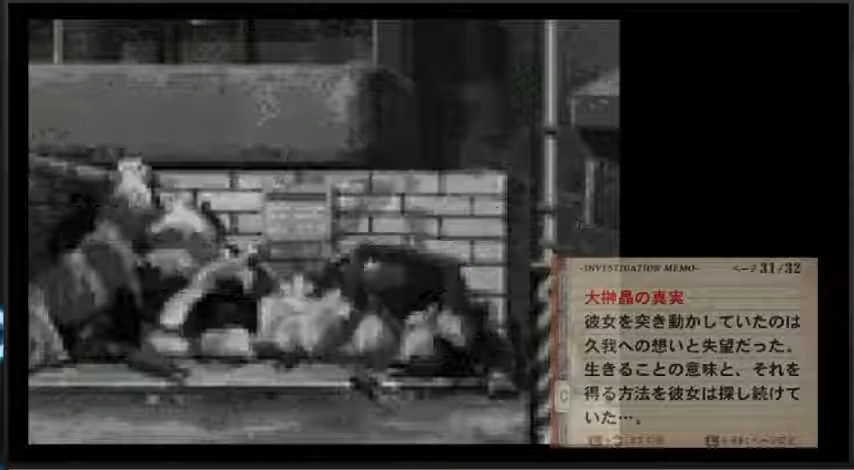 -INVESTIGATION MEMO-
ページ 31/32
大榊晶の真実
彼女を突き動かしていたのは
久我への想いと失望だった。
生きることの意味と、それを
得る方法を彼女は探し続けて
いた…。